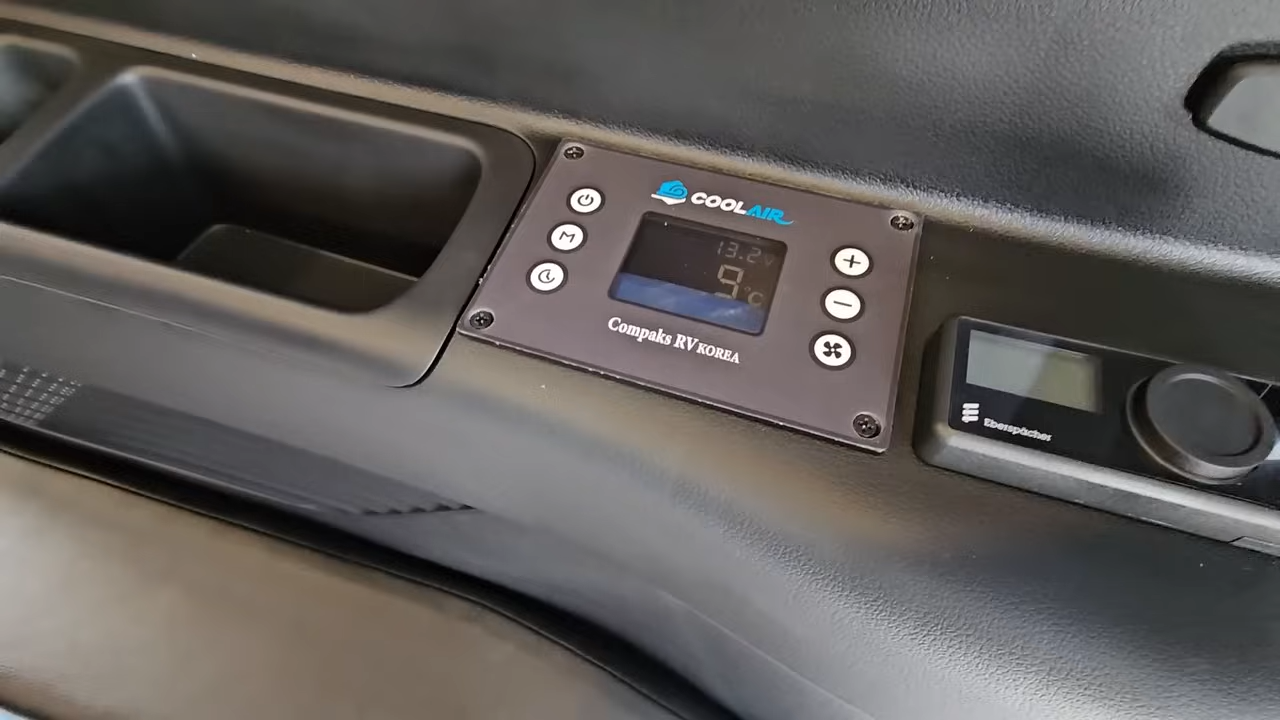 COOLAIR
M
13.2V
9°C
Compaks RV KOREA
Eberspächer